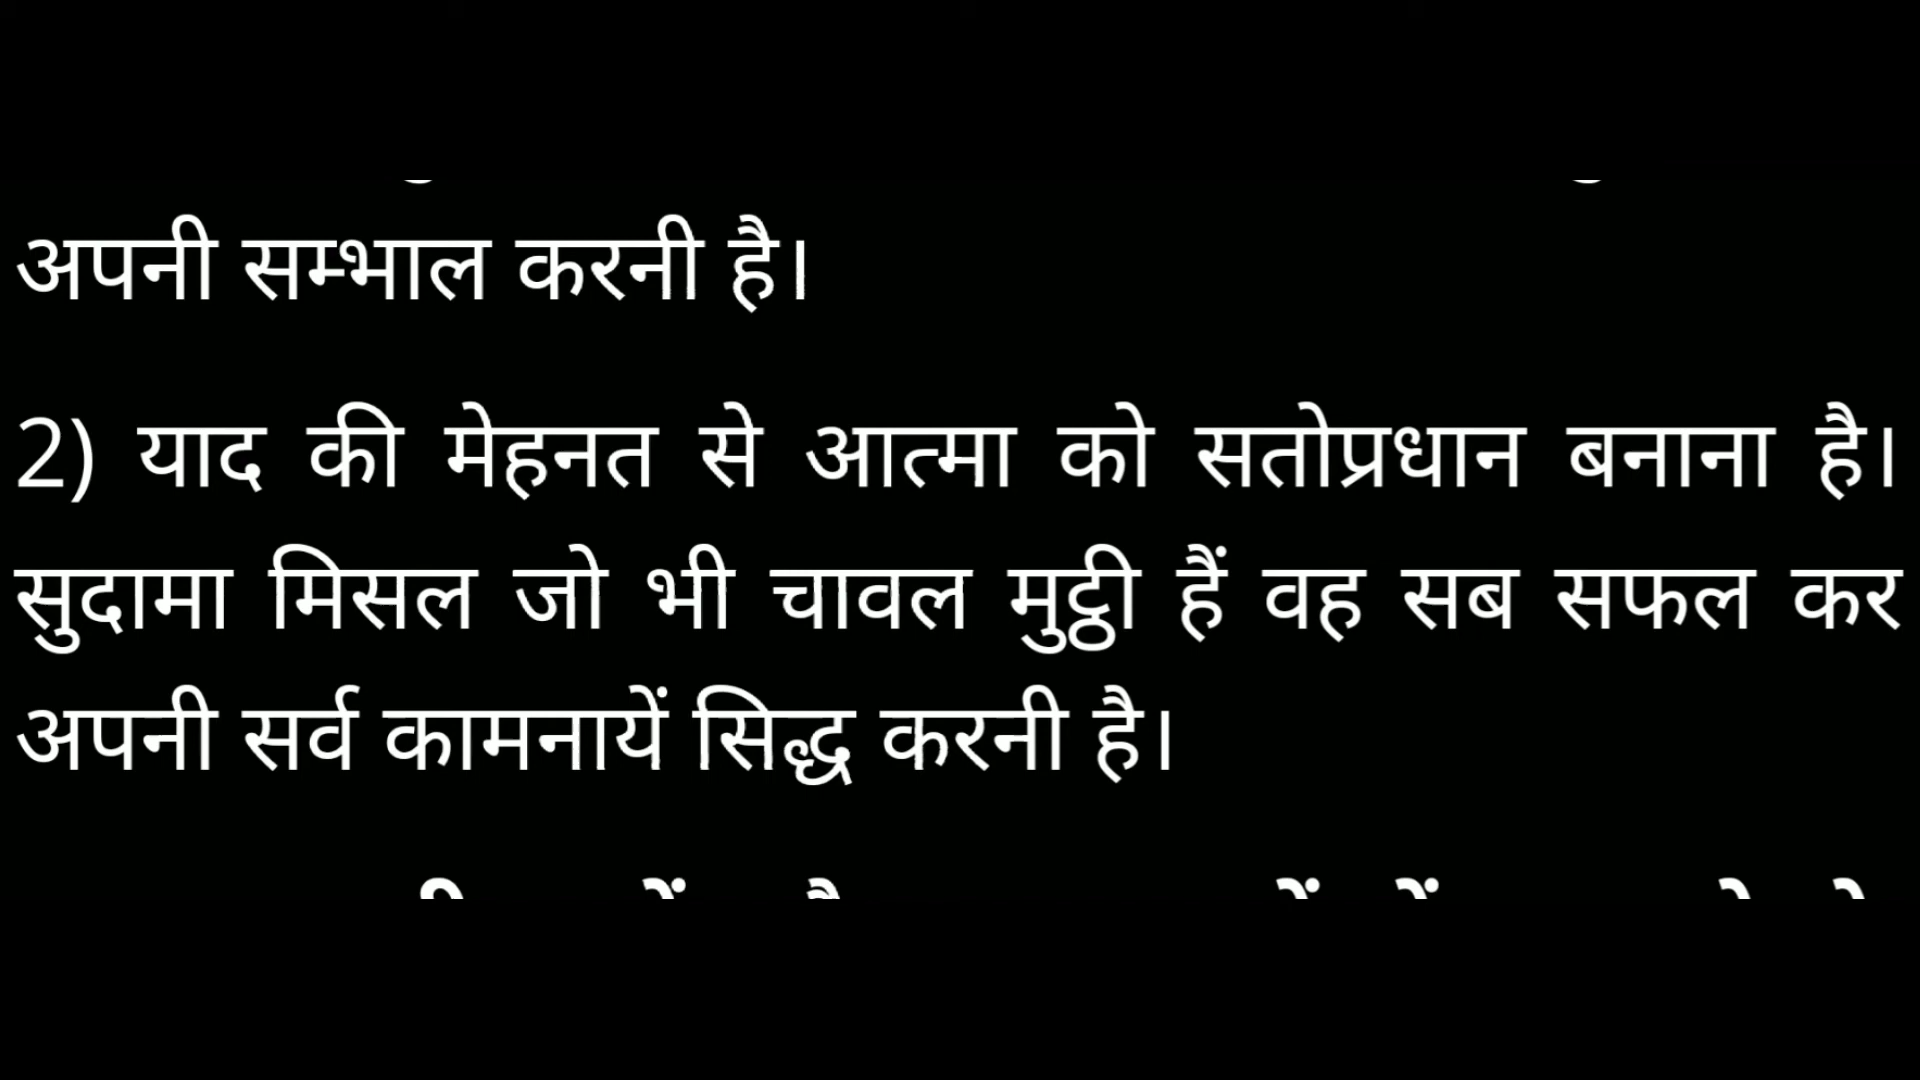 अपनी सम्भाल करनी है।
2) याद की मेहनत से आत्मा को सतोप्रधान बनाना है।
सुदामा मिसल जो भी चावल मुट्ठी हैं वह सब सफल कर
अपनी सर्व कामनायें सिद्ध करनी है।